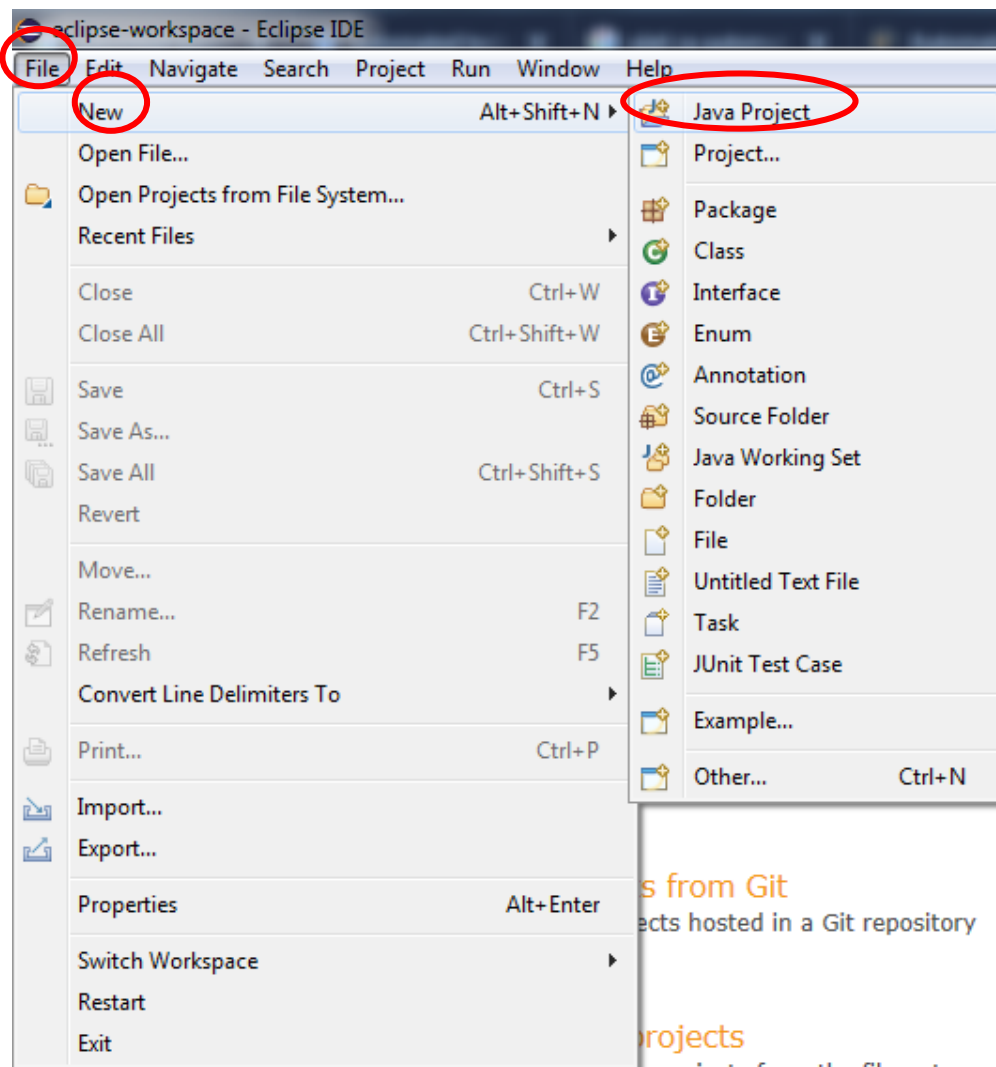 eclipse-workspace - Eclipse IDE
File Edit Navigate Search Project Run Window Help
New Alt+Shift+N
Open File...
Open Projects from File System...
Recent Files
Close Ctrl+W
Close All Ctrl+Shift+W
Save Ctrl+S
Save As...
Save All Ctrl+Shift+S
Revert
Move...
Rename... F2
Refresh F5
Convert Line Delimiters To
Print... Ctrl+P
Import...
Export...
Properties Alt+Enter
Switch Workspace
Restart
Exit
Java Project
Project...
Package
Class
Interface
Enum
Annotation
Source Folder
Java Working Set
Folder
File
Untitled Text File
Task
JUnit Test Case
Example...
Other... Ctrl+N
from Git
hosted in a Git repository
projects